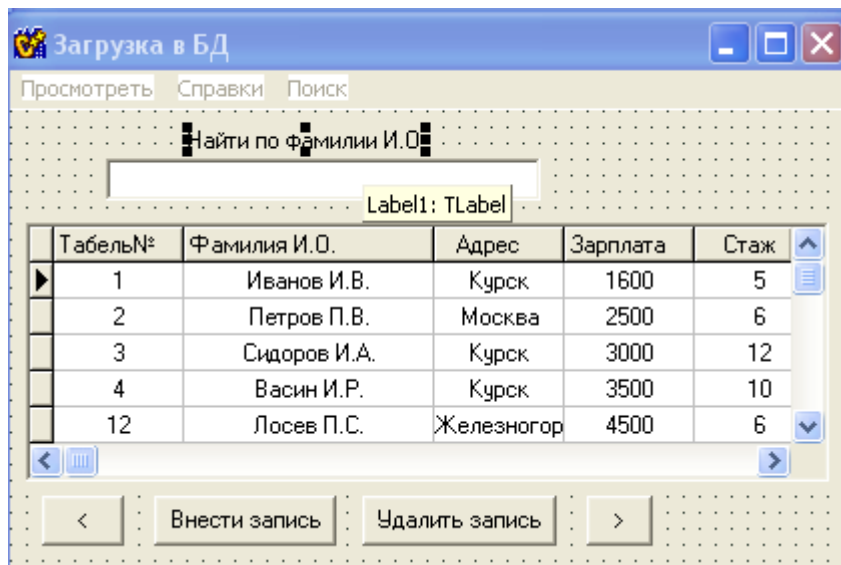 Загрузка в БД
Просмотреть Справки Поиск
Найти по фамилии И.О
Label1: TLabel
Табель№ Фамилия И.О. Адрес Зарплата Стаж
1 Иванов И.В. Курск 1600 5
2 Петров П.В. Москва 2500 6
3 Сидоров И.А. Курск 3000 12
4 Васин И.Р. Курск 3500 10
12 Лосев П.С. Железногор 4500 6
< Внести запись Удалить запись >